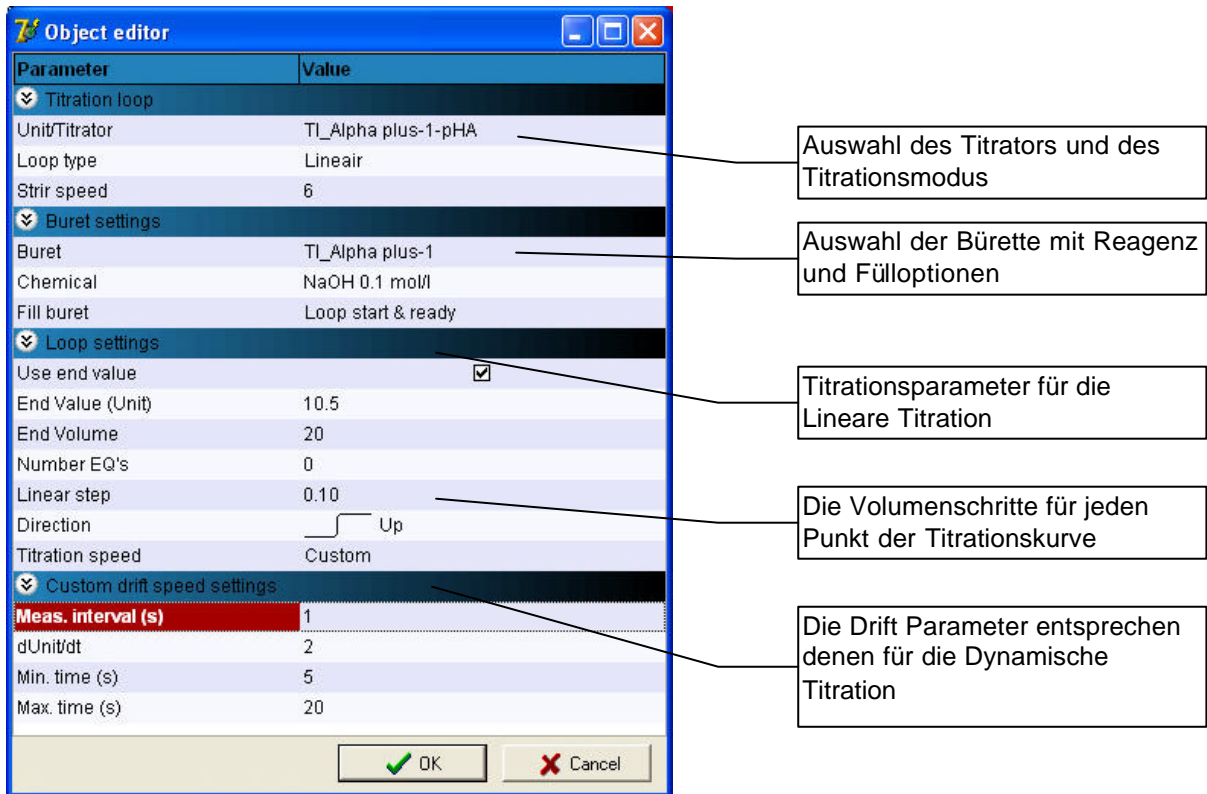 Object editor
Parameter Value
Titration loop
Unit/Titrator TI_Alpha plus-1-pHA
Loop type Lineair
Strir speed 6
Buret settings
Buret TI_Alpha plus-1
Chemical NaOH 0.1 mol/l
Fill buret Loop start & ready
Loop settings
Use end value
End Value (Unit) 10.5
End Volume 20
Number EQ's 0
Linear step 0.10
Direction Up
Titration speed Custom
Custom drift speed settings
Meas. interval (s) 1
dUnit/dt 2
Min. time (s) 5
Max. time (s) 20
OK Cancel
Auswahl des Titrators und des
Titrationsmodus
Auswahl der Bürette mit Reagenz
und Fülloptionen
Titrationsparameter für die
Lineare Titration
Die Volumenschritte für jeden
Punkt der Titrationskurve
Die Drift Parameter entsprechen
denen für die Dynamische
Titration